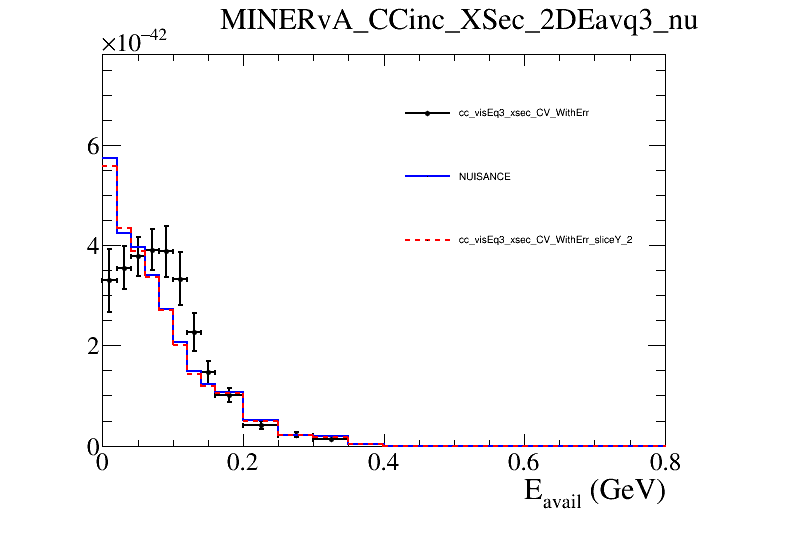 MINERvA_CCinc_XSec_2DEavq3_nu
×10⁻⁴²
cc_visEq3_xsec_CV_WithErr
NUISANCE
cc_visEq3_xsec_CV_WithErr_sliceY_2
6
4
2
0
0 0.2 0.4 0.6 0.8
E_avail (GeV)